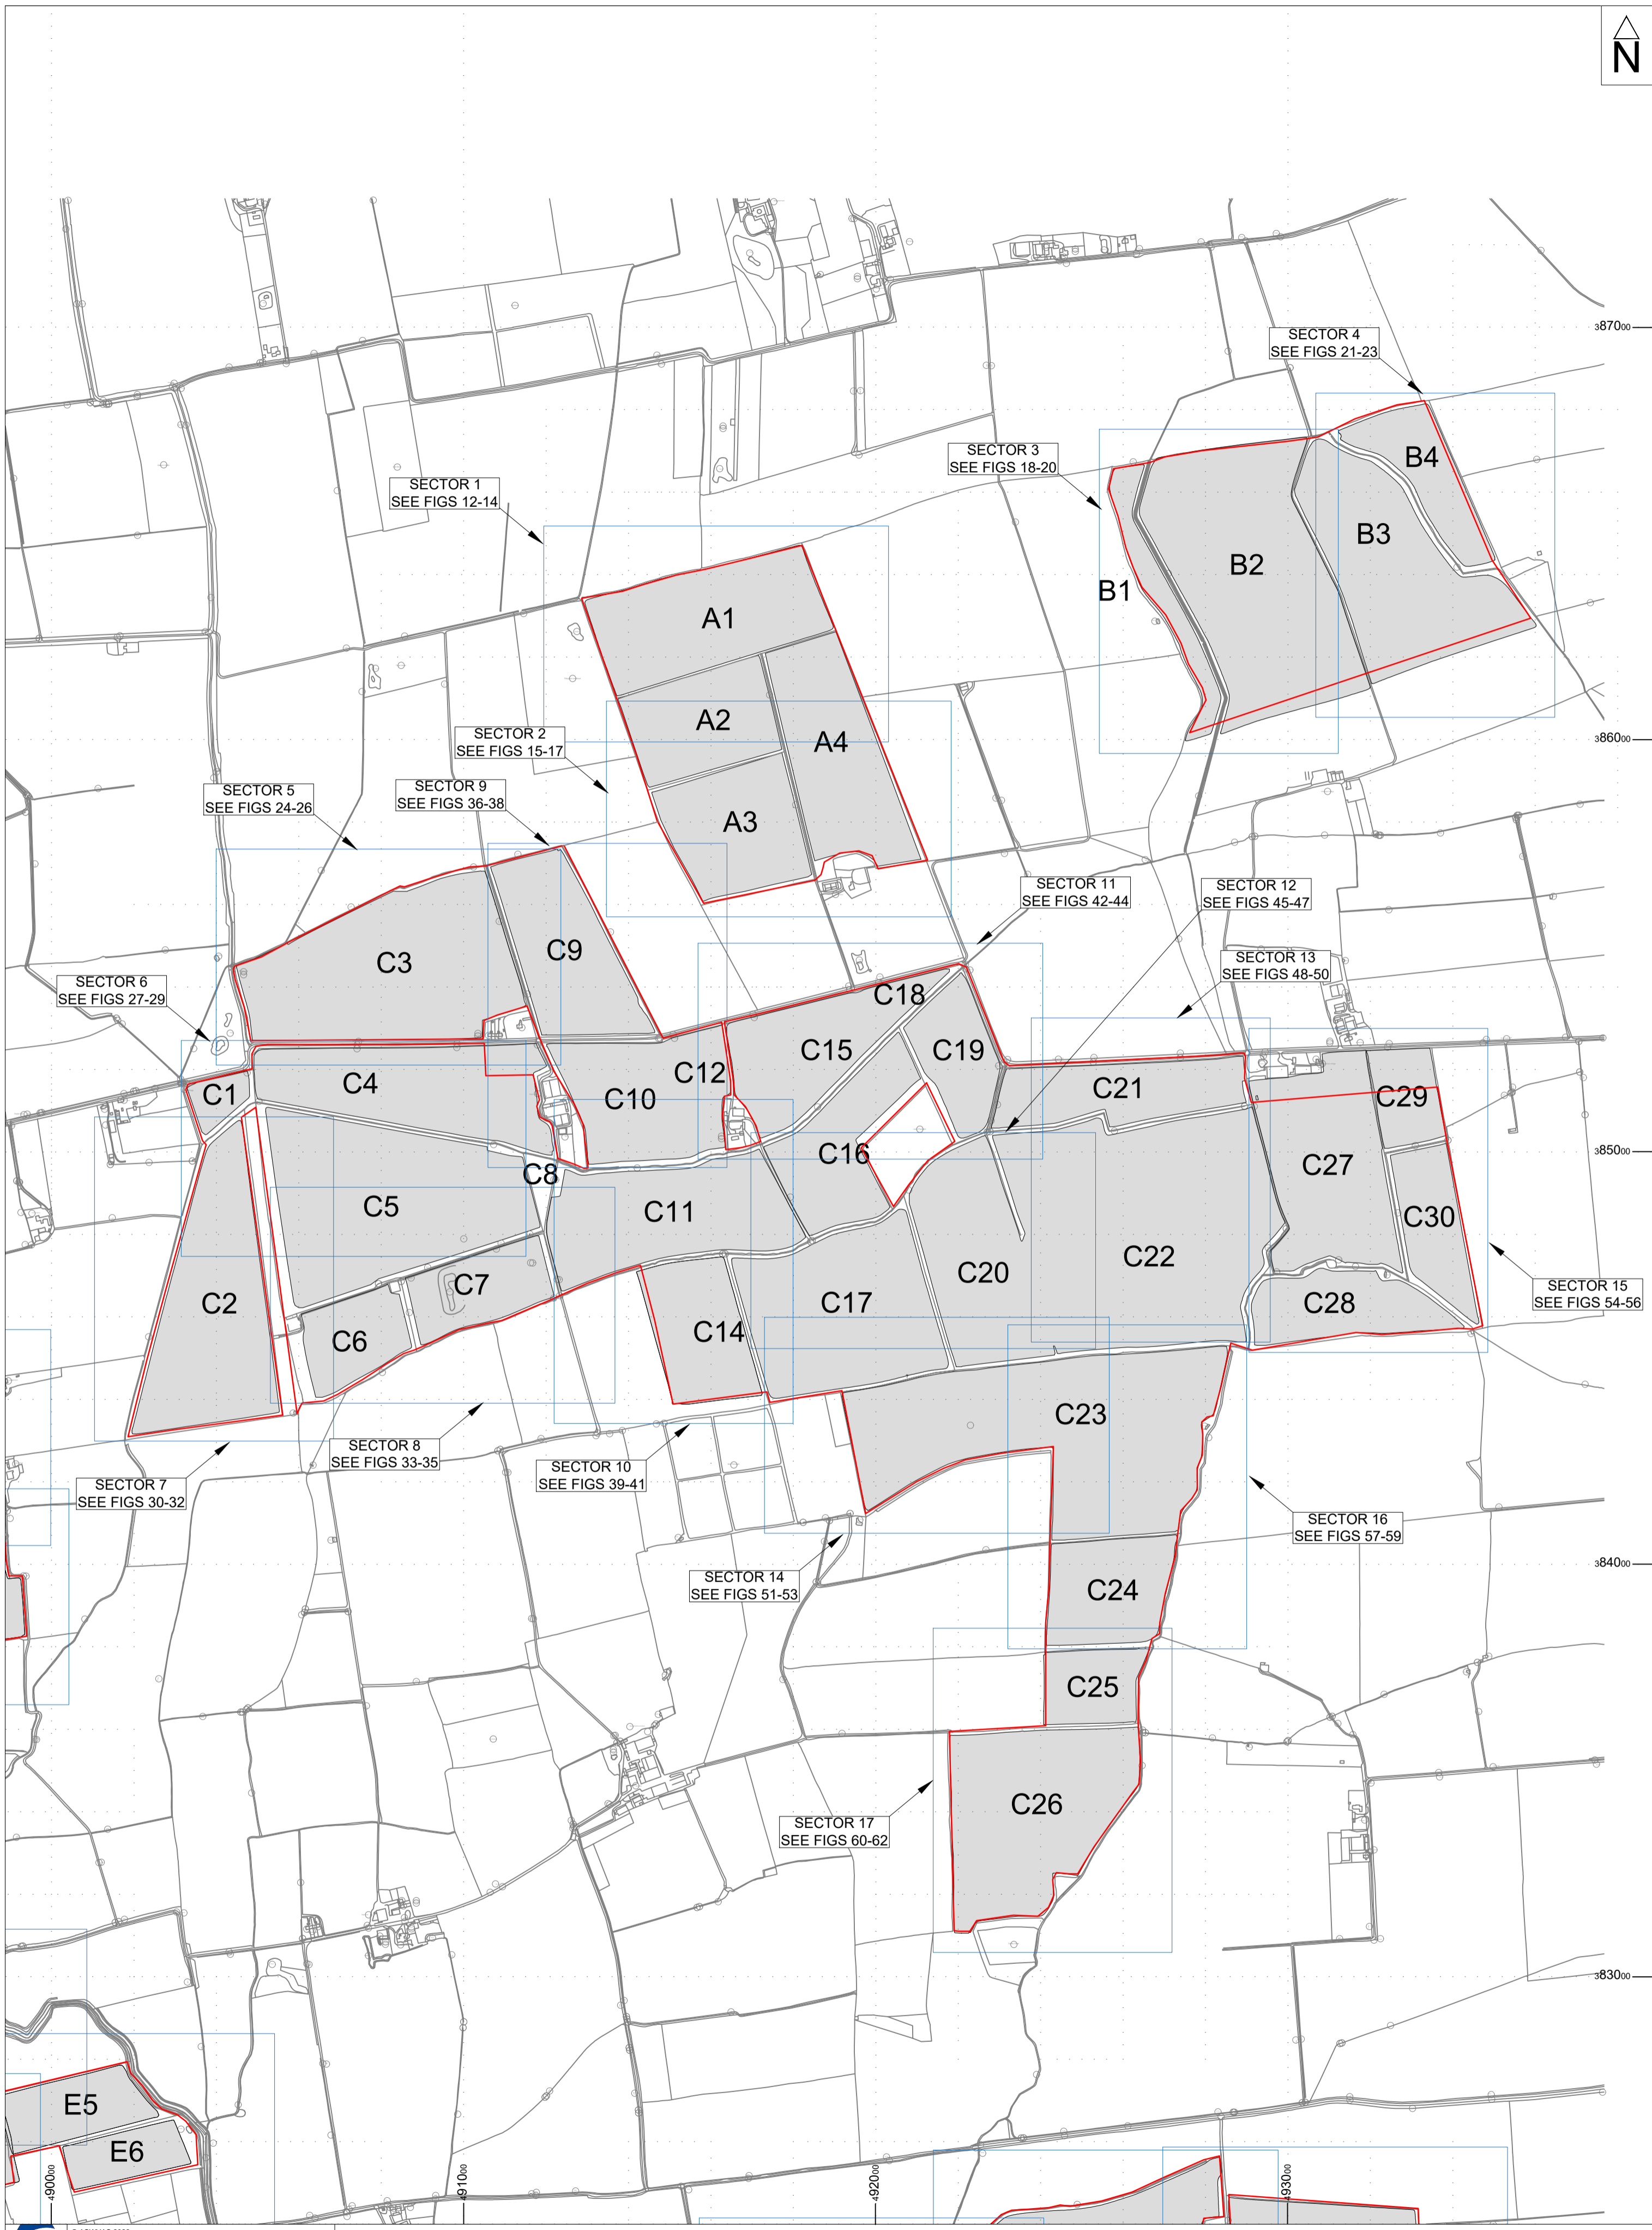 N
387000
SECTOR 4
SEE FIGS 21-23
SECTOR 3
SEE FIGS 18-20
B4
SECTOR 1
SEE FIGS 12-14
B3
B2
B1
A1
A2
A4
SECTOR 2
SEE FIGS 15-17
386000
SECTOR 9
SEE FIGS 36-38
SECTOR 5
SEE FIGS 24-26
A3
SECTOR 11
SEE FIGS 42-44
SECTOR 12
SEE FIGS 45-47
C9
C3
SECTOR 13
SEE FIGS 48-50
SECTOR 6
SEE FIGS 27-29
C18
C15
C19
C12
C4
C1
C10
C21
C29
C16
385000
C27
C8
C5
C11
C30
C22
C20
C7
C2
C17
C28
SECTOR 15
SEE FIGS 54-56
C6
C14
C23
SECTOR 8
SEE FIGS 33-35
SECTOR 10
SEE FIGS 39-41
SECTOR 7
SEE FIGS 30-32
SECTOR 16
SEE FIGS 57-59
384000
SECTOR 14
SEE FIGS 51-53
C24
C25
C26
SECTOR 17
SEE FIGS 60-62
383000
E5
E6
490000
491000
492000
493000